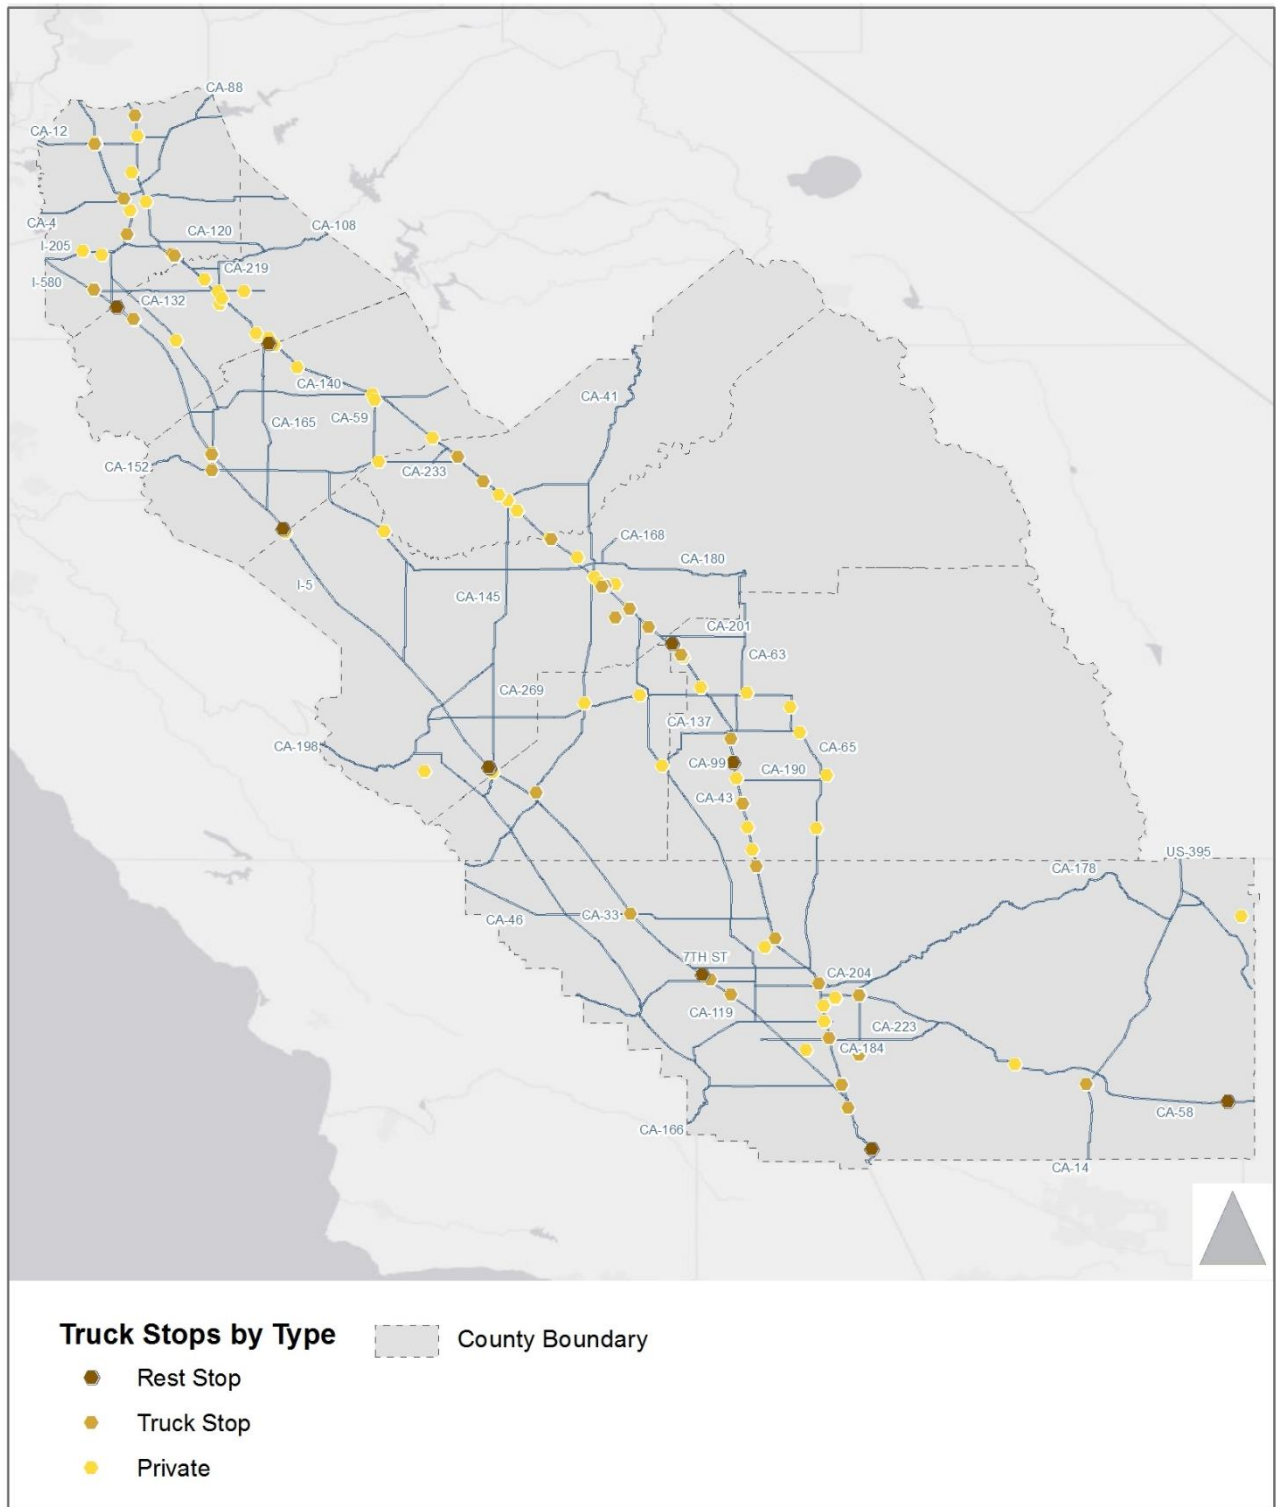 CA-88
CA-12
CA-4
CA-108
CA-120
I-205
CA-219
I-580
CA-132
CA-140
CA-41
CA-59
CA-165
CA-152
CA-233
CA-168
CA-180
I-5
CA-145
CA-201
CA-63
CA-269
CA-137
CA-198
CA-65
CA-99
CA-190
CA-43
US-395
CA-178
CA-33
CA-46
7TH ST
CA-204
CA-119
CA-223
CA-184
CA-58
CA-166
CA-14
Truck Stops by Type
County Boundary
Rest Stop
Truck Stop
Private